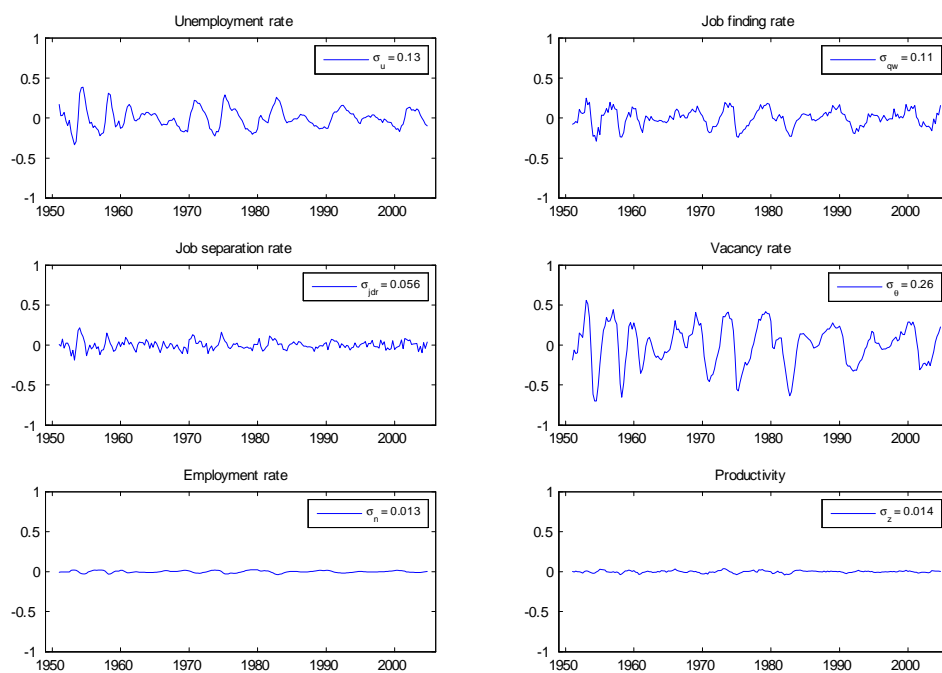 Unemployment rate
1
0.5
0
-0.5
-1
1950 1960 1970 1980 1990 2000
σu = 0.13
Job finding rate
1
0.5
0
-0.5
-1
1950 1960 1970 1980 1990 2000
σqw = 0.11
Job separation rate
1
0.5
0
-0.5
-1
1950 1960 1970 1980 1990 2000
σjdr = 0.056
Vacancy rate
1
0.5
0
-0.5
-1
1950 1960 1970 1980 1990 2000
σθ = 0.26
Employment rate
1
0.5
0
-0.5
-1
1950 1960 1970 1980 1990 2000
σn = 0.013
Productivity
1
0.5
0
-0.5
-1
1950 1960 1970 1980 1990 2000
σz = 0.014